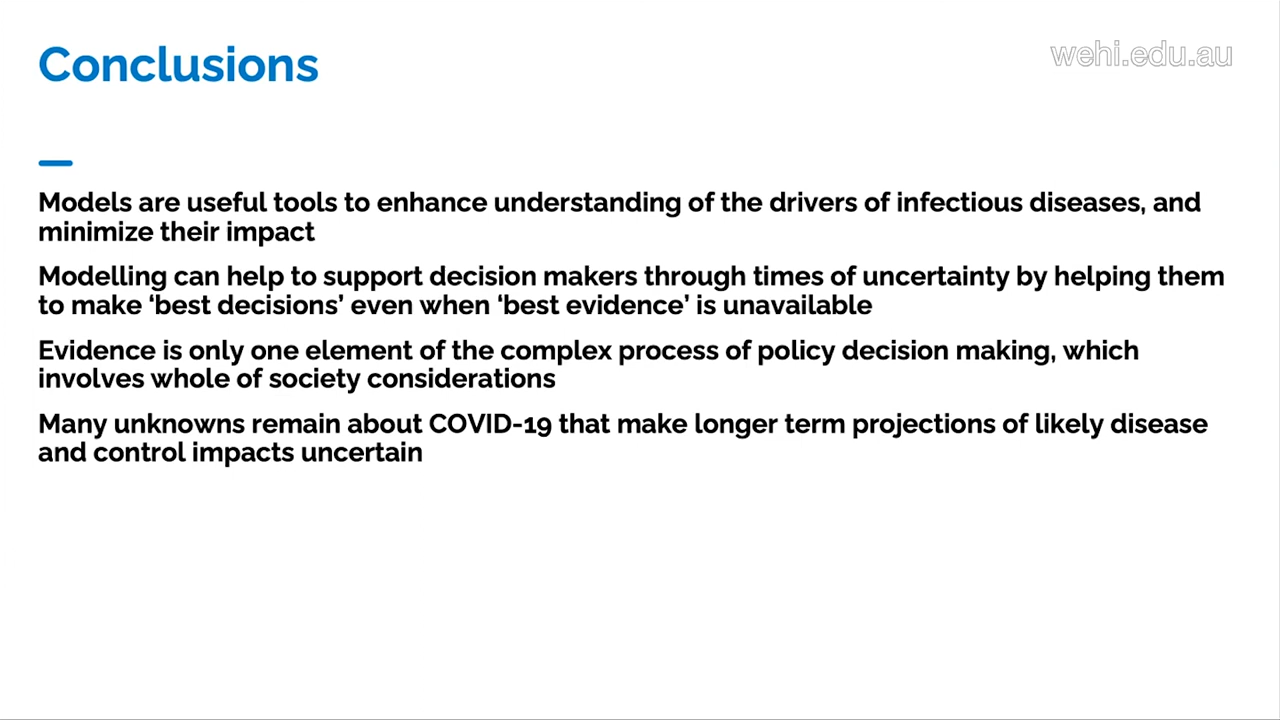 Conclusions
wehi.edu.au
Models are useful tools to enhance understanding of the drivers of infectious diseases, and
minimize their impact
Modelling can help to support decision makers through times of uncertainty by helping them
to make ‘best decisions’ even when ‘best evidence’ is unavailable
Evidence is only one element of the complex process of policy decision making, which
involves whole of society considerations
Many unknowns remain about COVID-19 that make longer term projections of likely disease
and control impacts uncertain